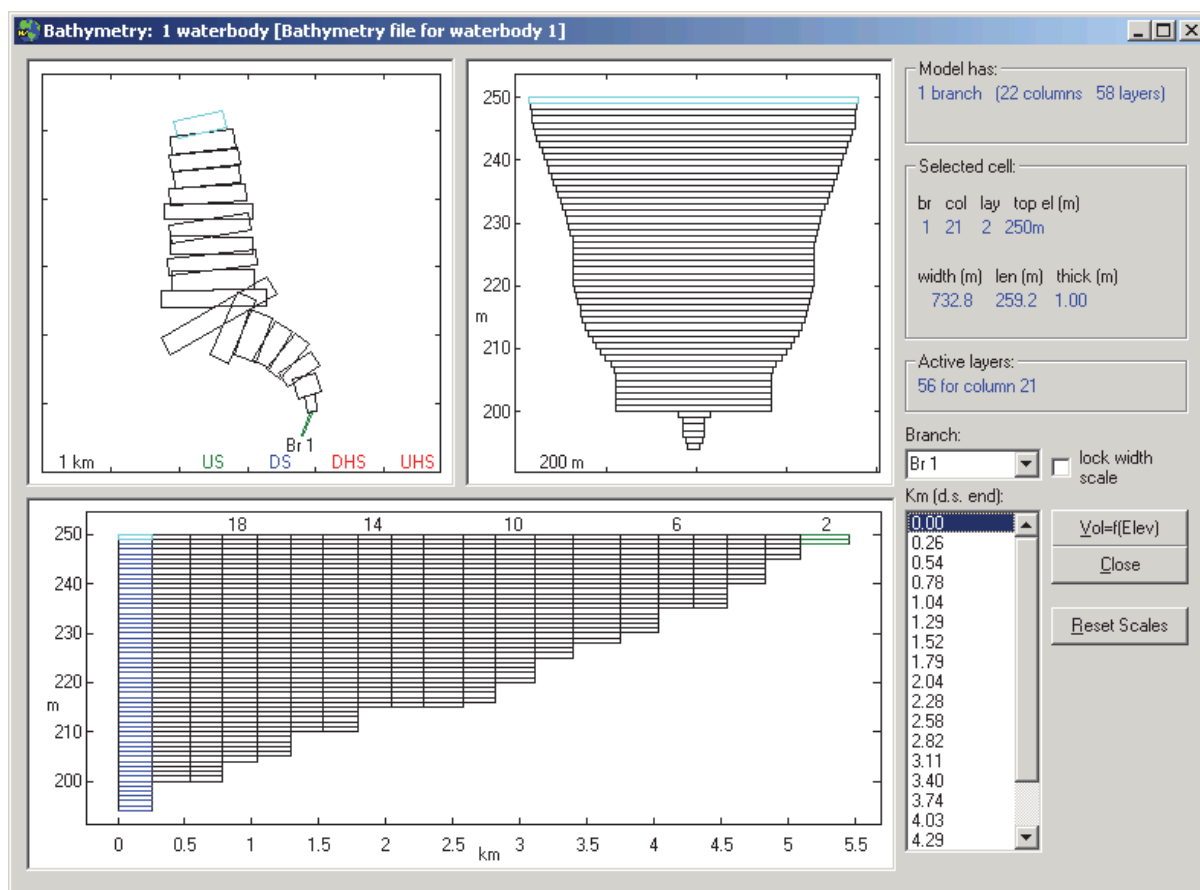 Bathymetry: 1 waterbody [Bathymetry file for waterbody 1]
Br 1
1 km US DS DHS UHS
250
240
230
220
m
210
200
200 m
Model has:
1 branch (22 columns 58 layers)
Selected cell:
br col lay top el (m)
1 21 2 250m
width (m) len (m) thick (m)
732.8 259.2 1.00
Active layers:
56 for column 21
Branch:
Br 1
lock width
scale
Km (d.s. end):
0.00
0.26
0.54
0.78
1.04
1.29
1.52
1.79
2.04
2.28
2.58
2.82
3.11
3.40
3.74
4.03
4.29
Vol=f(Elev)
Close
Reset Scales
18 14 10 6 2
250
240
230
220
m
210
200
0 0.5 1 1.5 2 2.5 3 3.5 4 4.5 5 5.5
km